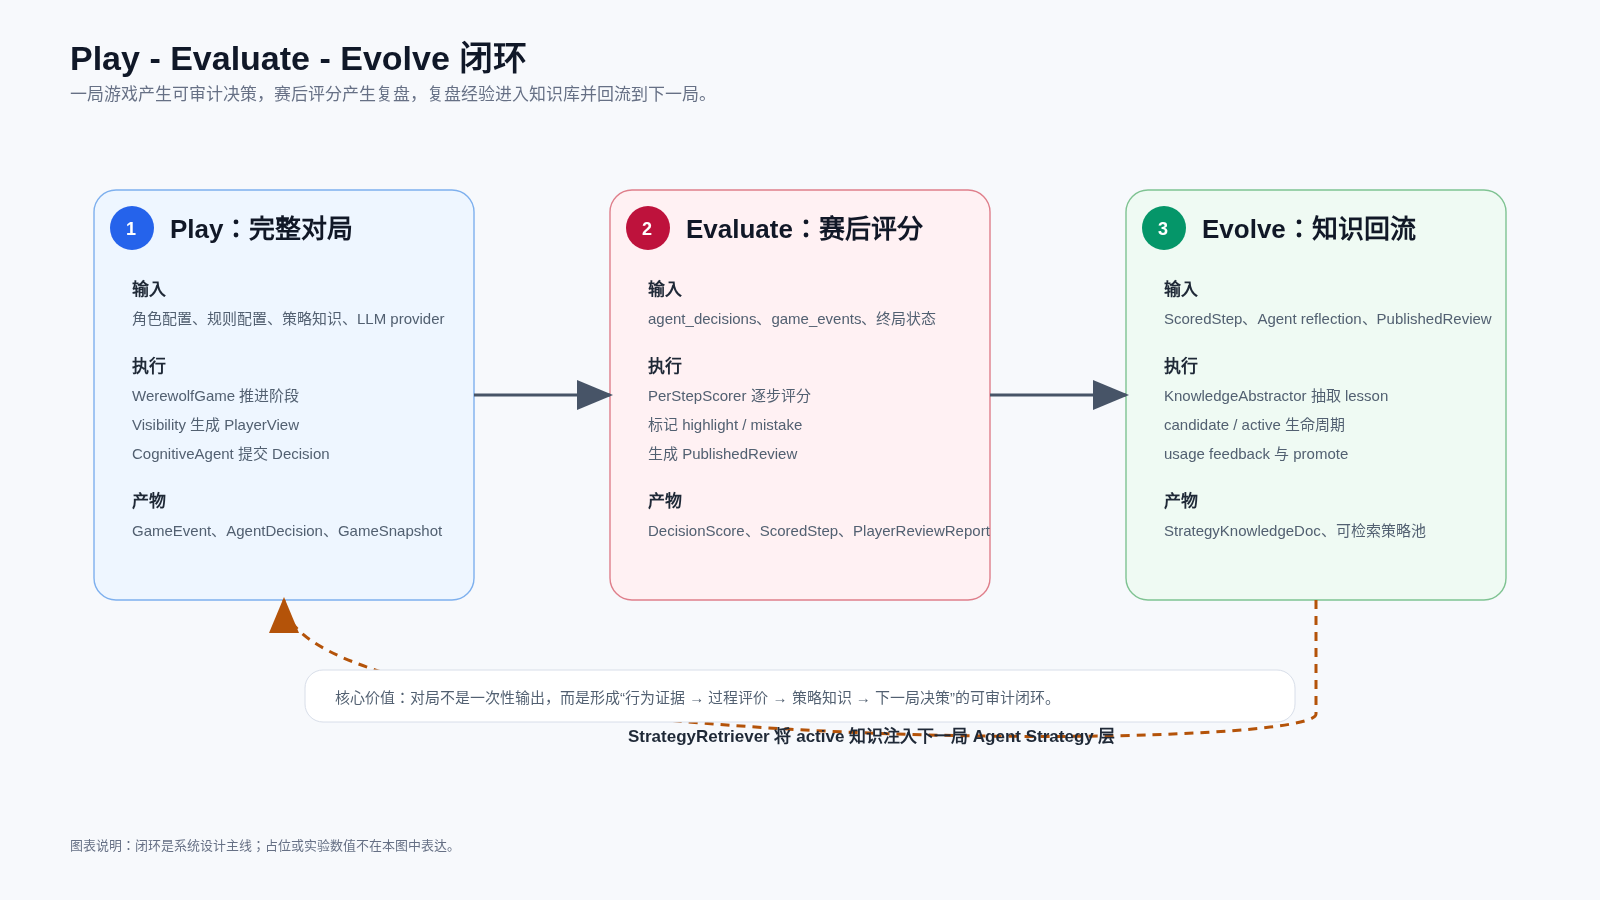 Play - Evaluate - Evolve 闭环
一局游戏产生可审计决策，赛后评分产生复盘，复盘经验进入知识库并回流到下一局。
1
Play：完整对局
输入
角色配置、规则配置、策略知识、LLM provider
执行
WerewolfGame 推进阶段
Visibility 生成 PlayerView
CognitiveAgent 提交 Decision
产物
GameEvent、AgentDecision、GameSnapshot
2
Evaluate：赛后评分
输入
agent_decisions、game_events、终局状态
执行
PerStepScorer 逐步评分
标记 highlight / mistake
生成 PublishedReview
产物
DecisionScore、ScoredStep、PlayerReviewReport
3
Evolve：知识回流
输入
ScoredStep、Agent reflection、PublishedReview
执行
KnowledgeAbstractor 抽取 lesson
candidate / active 生命周期
usage feedback 与 promote
产物
StrategyKnowledgeDoc、可检索策略池
核心价值：对局不是一次性输出，而是形成“行为证据 → 过程评价 → 策略知识 → 下一局决策”的可审计闭环。
StrategyRetriever 将 active 知识注入下一局 Agent Strategy 层
图表说明：闭环是系统设计主线；占位或实验数值不在本图中表达。